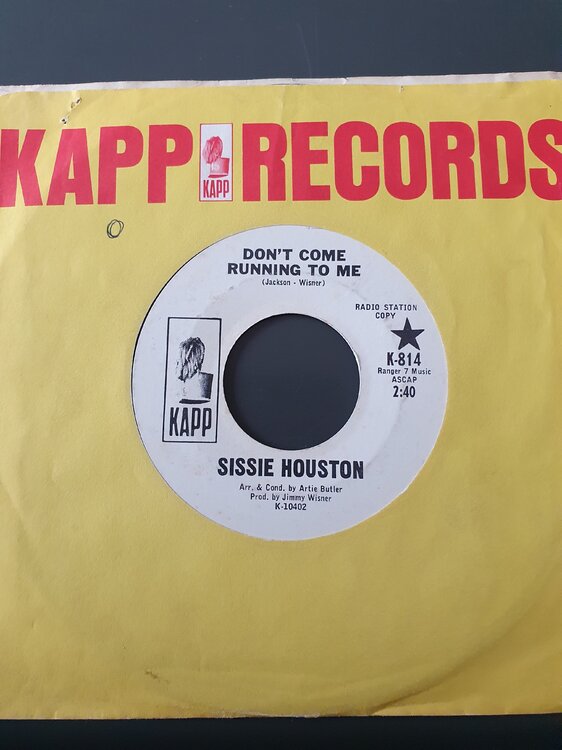 KAPP KAPP RECORDS
DON'T COME
RUNNING TO ME
(Jackson - Wisner)
RADIO STATION
COPY
K-814
Ranger 7 Music
ASCAP
2:40
KAPP
SISSIE HOUSTON
Arr. & Cond. by Artie Butler
Prod. by Jimmy Wisner
K-10402